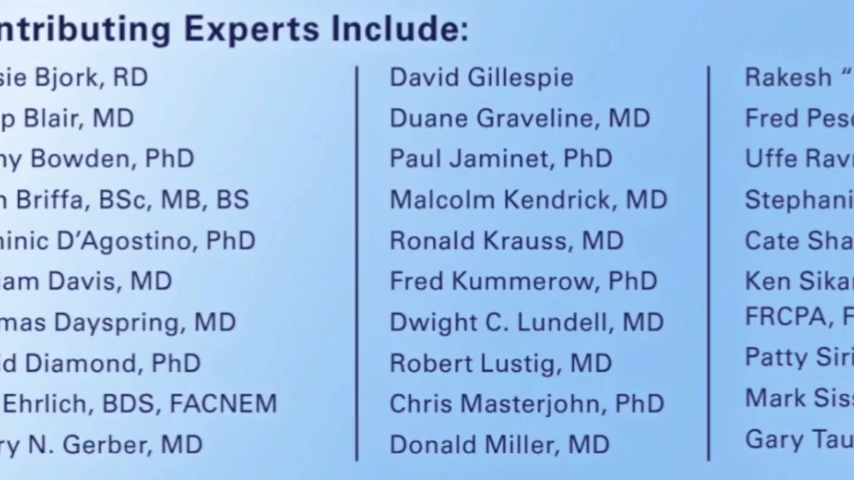 ntributing Experts Include:
sie Bjork, RD
p Blair, MD
ny Bowden, PhD
n Briffa, BSc, MB, BS
minic D’Agostino, PhD
iam Davis, MD
mas Dayspring, MD
id Diamond, PhD
Ehrlich, BDS, FACNEM
ry N. Gerber, MD
David Gillespie
Duane Graveline, MD
Paul Jaminet, PhD
Malcolm Kendrick, MD
Ronald Krauss, MD
Fred Kummerow, PhD
Dwight C. Lundell, MD
Robert Lustig, MD
Chris Masterjohn, PhD
Donald Miller, MD
Rakesh “
Fred Pes
Uffe Rav
Stephani
Cate Sha
Ken Sika
FRCPA, F
Patty Siri
Mark Sis
Gary Tau